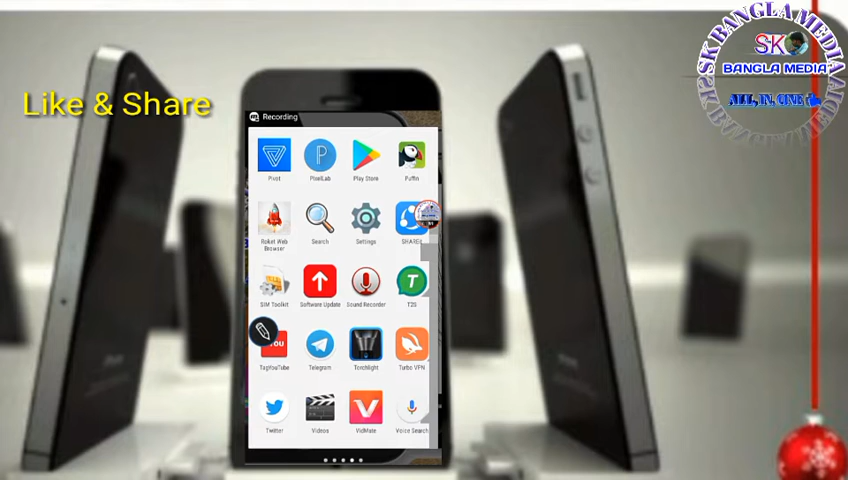 Like & Share
SK BANGLA MEDIA
SK
BANGLA MEDIA
ALL, IN, ONE
Recording
Pivot
PixelLab
Play Store
Puffin
Roket Web Browser
Search
Settings
SHAREit
SIM Toolkit
Software Update
Sound Recorder
T2S
TagYouTube
Telegram
Torchlight
Turbo VPN
Twitter
Videos
VidMate
Voice Search